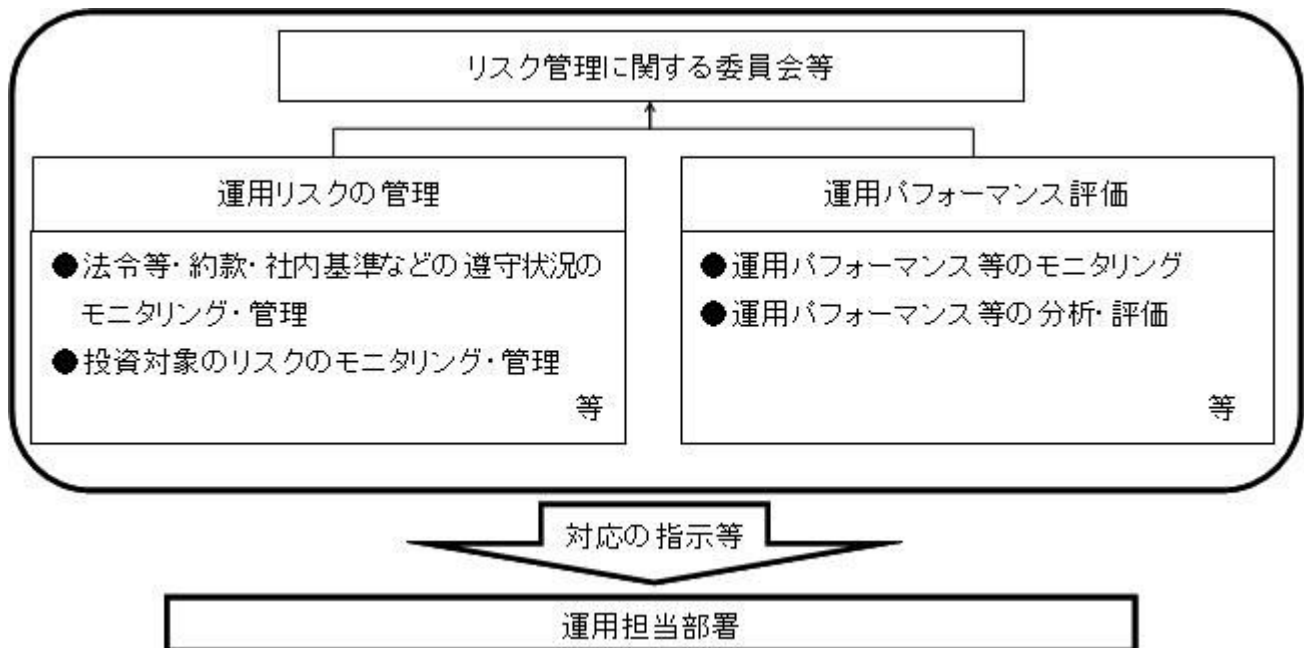 リスク管理に関する委員会等
運用リスクの管理
●法令等・約款・社内基準などの遵守状況の
モニタリング・管理
●投資対象のリスクのモニタリング・管理
等
運用パフォーマンス評価
●運用パフォーマンス等のモニタリング
●運用パフォーマンス等の分析・評価
等
対応の指示等
運用担当部署